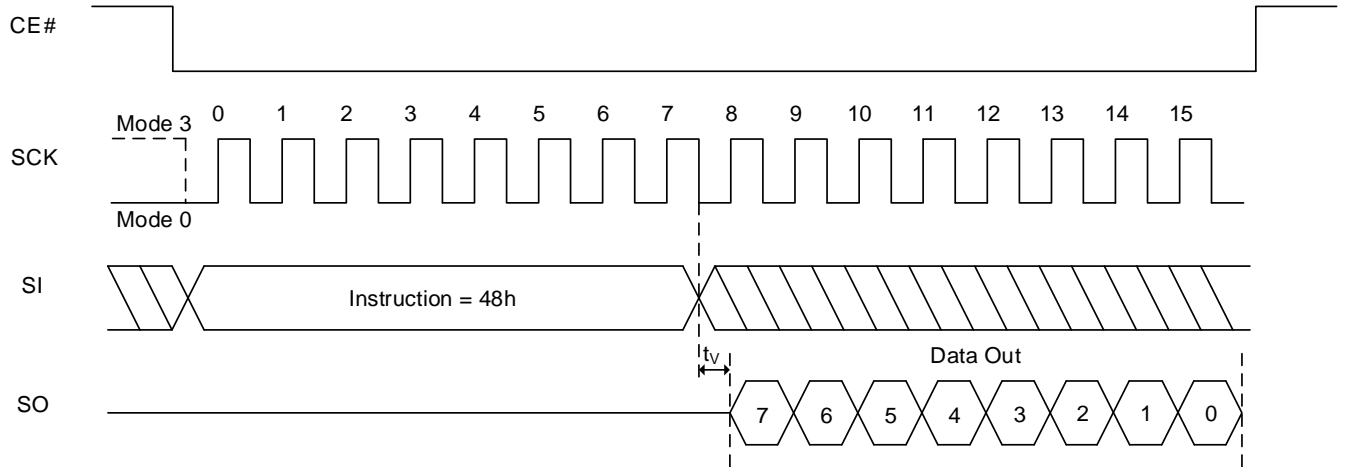 CE#
0 1 2 3 4 5 6 7 8 9 10 11 12 13 14 15
Mode 3
SCK
Mode 0
SI
Instruction = 48h
tV
Data Out
SO
7 6 5 4 3 2 1 0